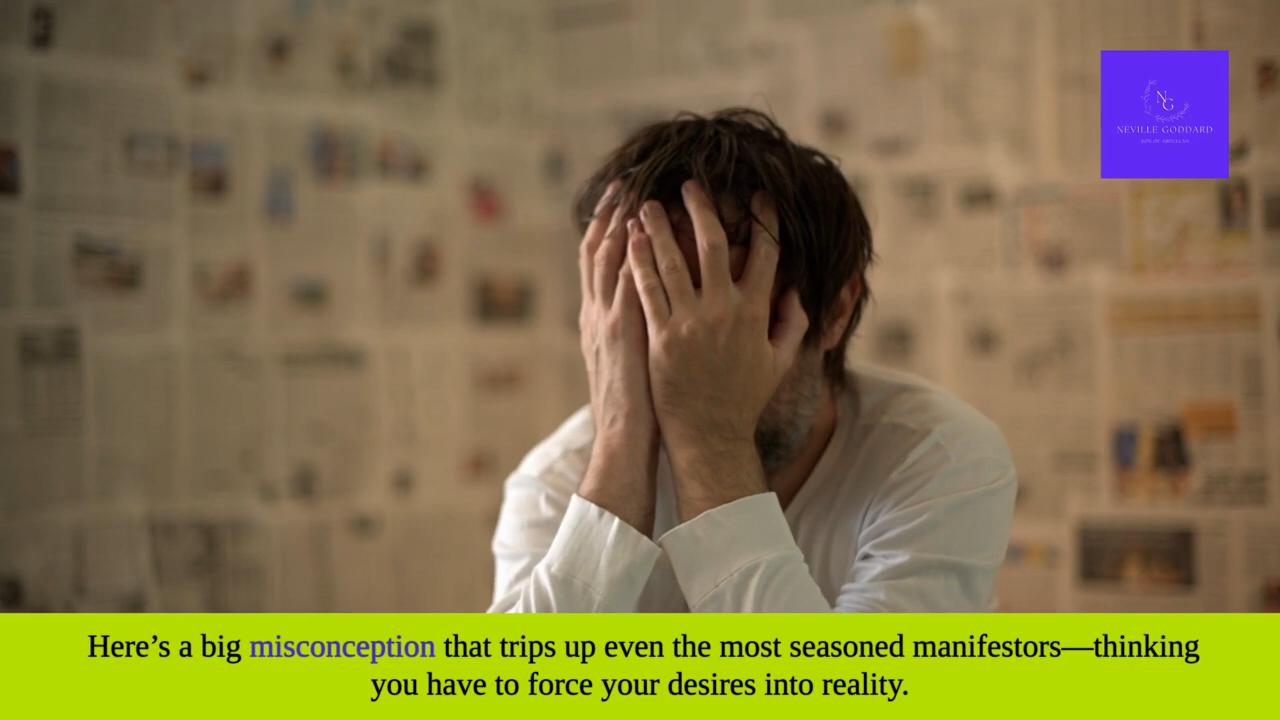 NG
NEVILLE GODDARD
Here’s a big misconception that trips up even the most seasoned manifestors—thinking
you have to force your desires into reality.